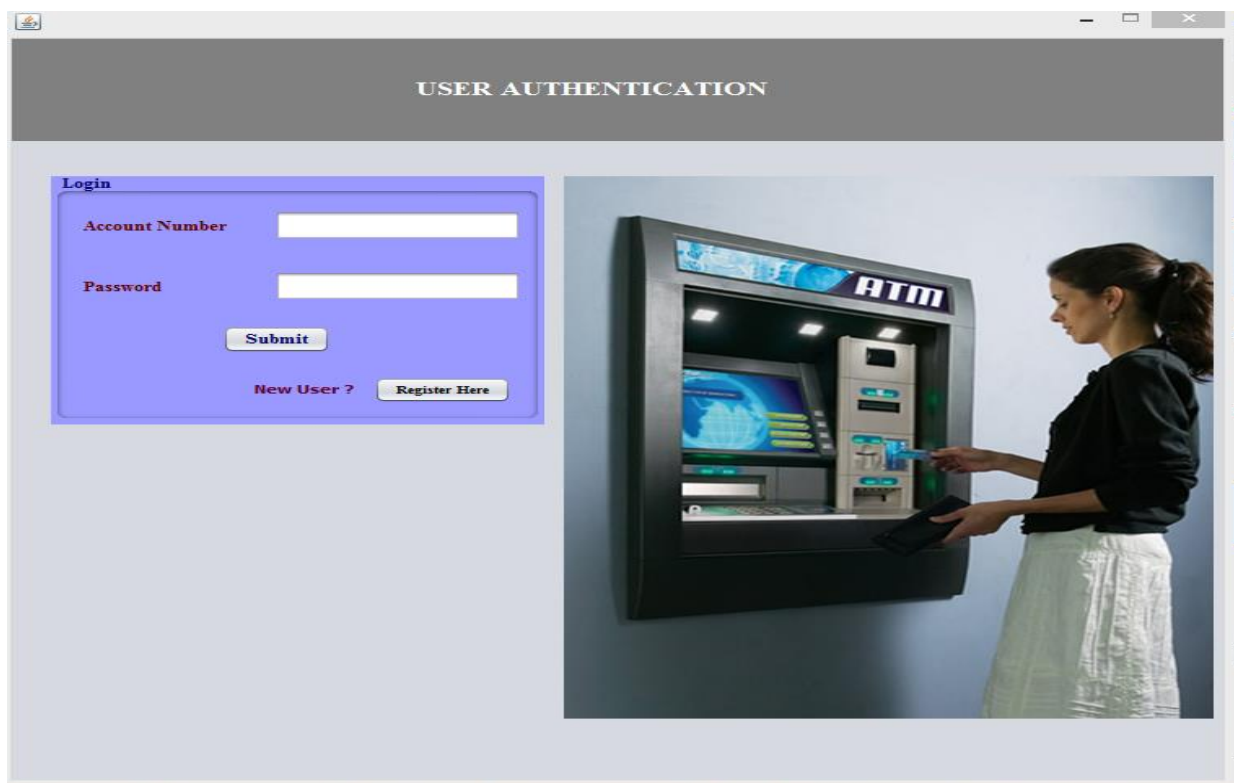 USER AUTHENTICATION
Login
Account Number
Password
Submit
New User ? Register Here
ATM